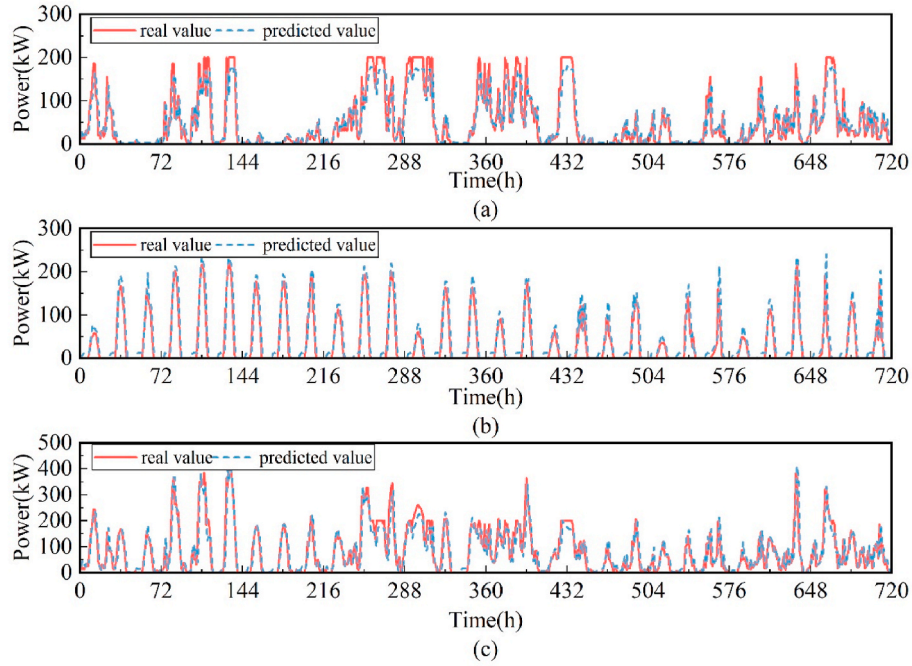 300
200
100
0
Power(kW)
real value predicted value
0 72 144 216 288 360 432 504 576 648 720
Time(h)
(a)
300
200
100
0
Power(kW)
real value predicted value
0 72 144 216 288 360 432 504 576 648 720
Time(h)
(b)
500
400
300
200
100
0
Power(kW)
real value predicted value
0 72 144 216 288 360 432 504 576 648 720
Time(h)
(c)